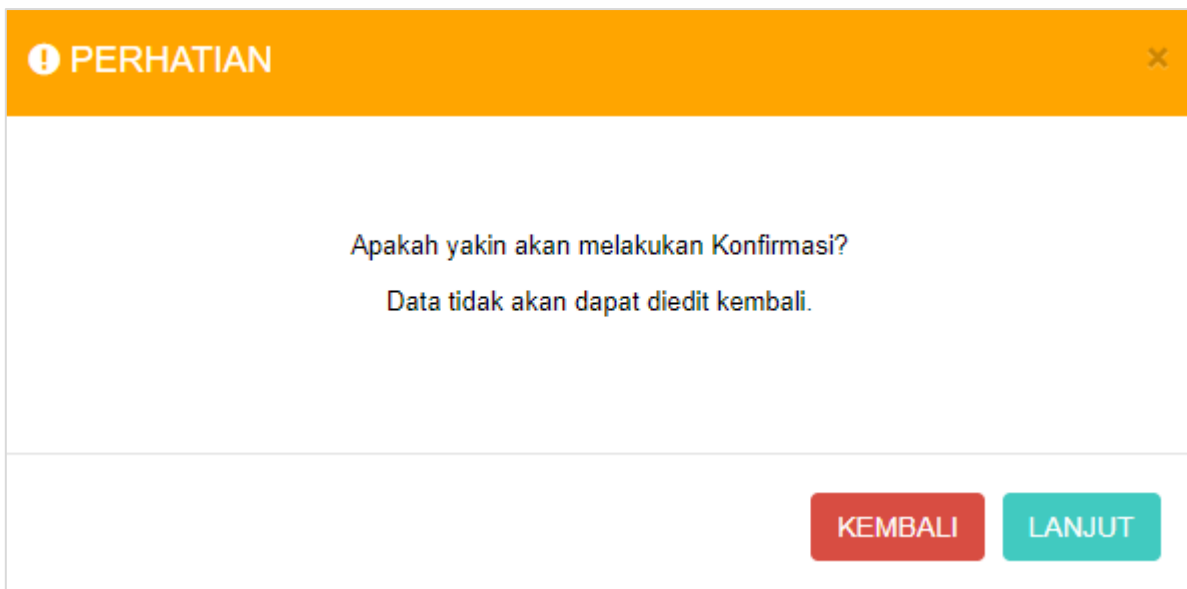 PERHATIAN ×
Apakah yakin akan melakukan Konfirmasi?
Data tidak akan dapat diedit kembali.
KEMBALI LANJUT